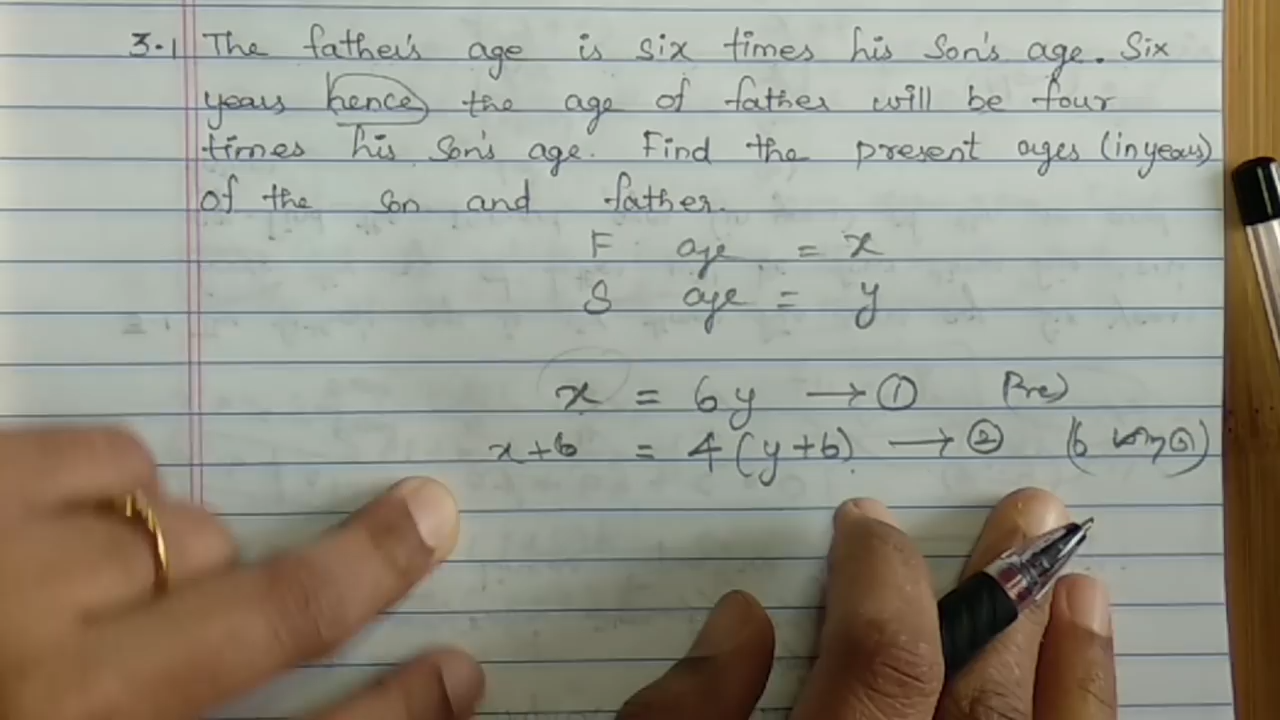 3.1 The father's age is six times his Son's age. Six
years hence the age of father will be four
times his Son's age. Find the present ages (in years)
of the son and father.
F age = x
S age = y
x = 6y → ① (Pre)
x+6 = 4(y+6) → ② (6